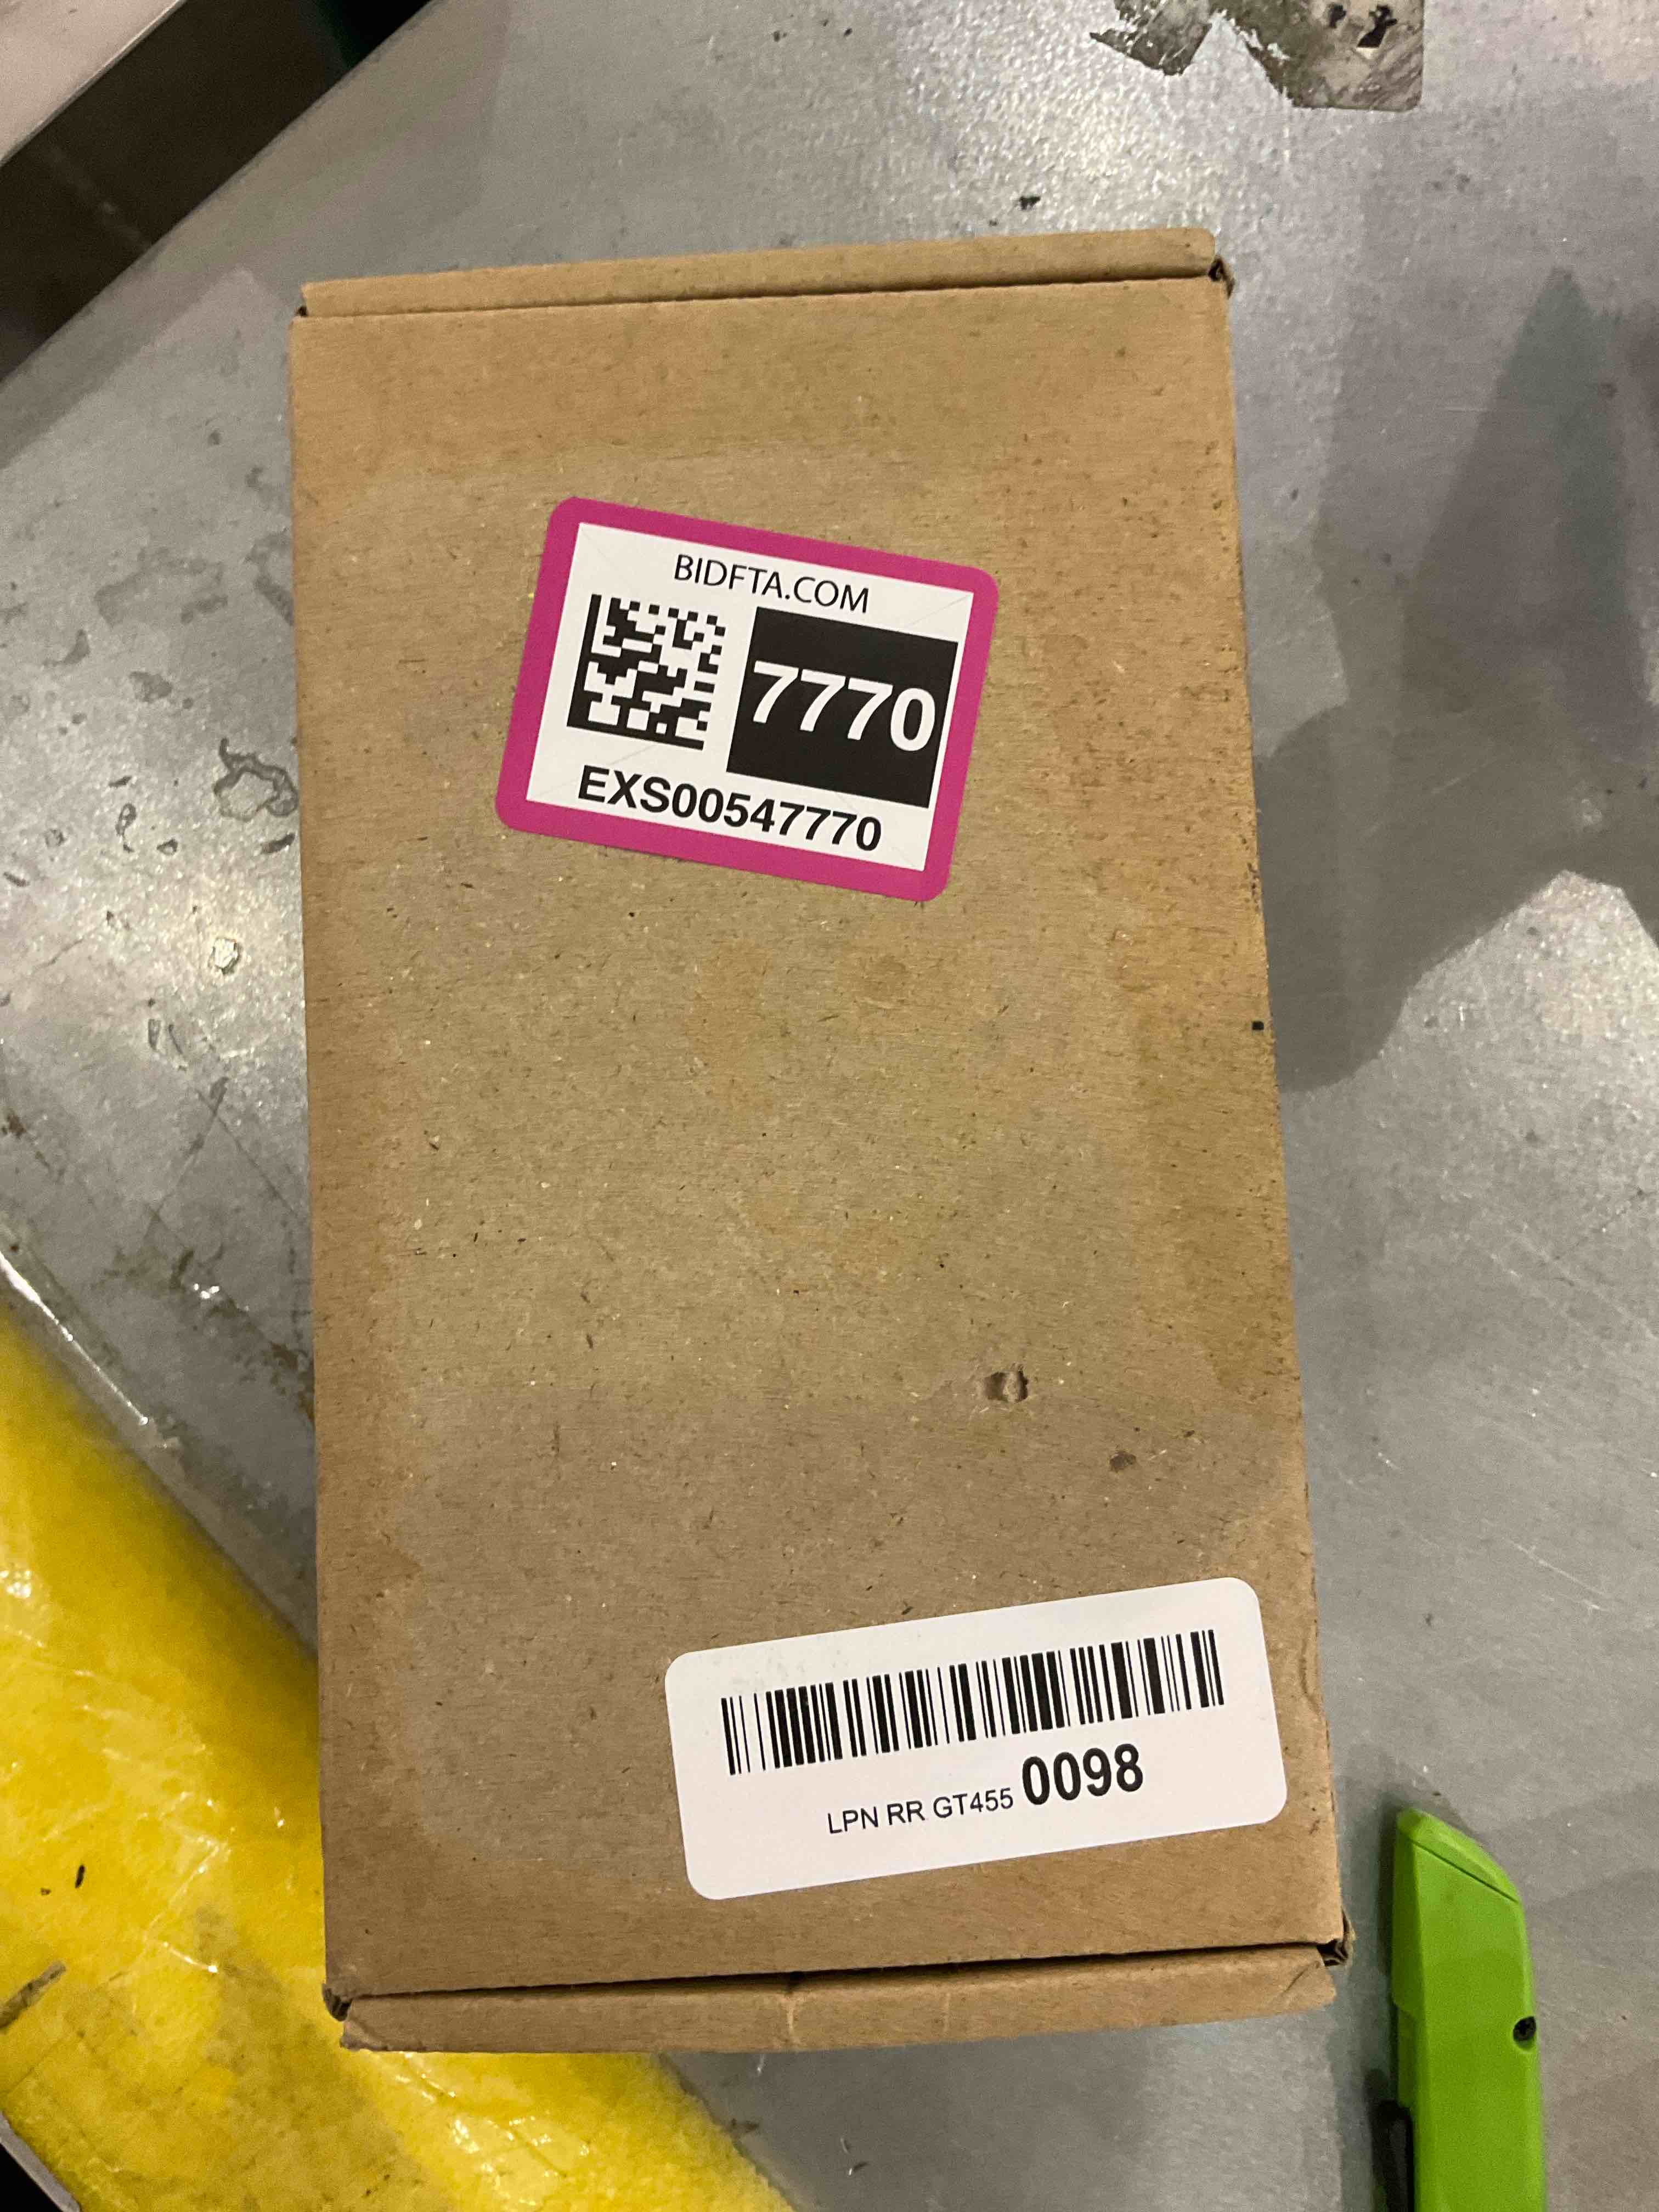 BIDFTA.COM
7770
EXS00547770
LPN RR GT455 0098